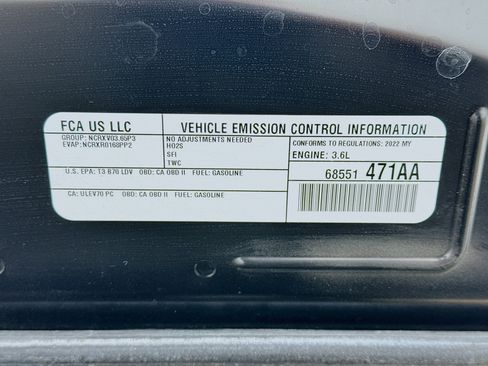 FCA US LLC
VEHICLE EMISSION CONTROL INFORMATION
GROUP: NCRXV03.65P3
EVAP: NCRXR0168PP2
NO ADJUSTMENTS NEEDED
HO2S
SFI
TWC
CONFORMS TO REGULATIONS: 2022 MY
ENGINE: 3.6L
U.S. EPA: T3 B70 LDV OBD: CA OBD II FUEL: GASOLINE
68551 471AA
CA: ULEV70 PC OBD: CA OBD II FUEL: GASOLINE